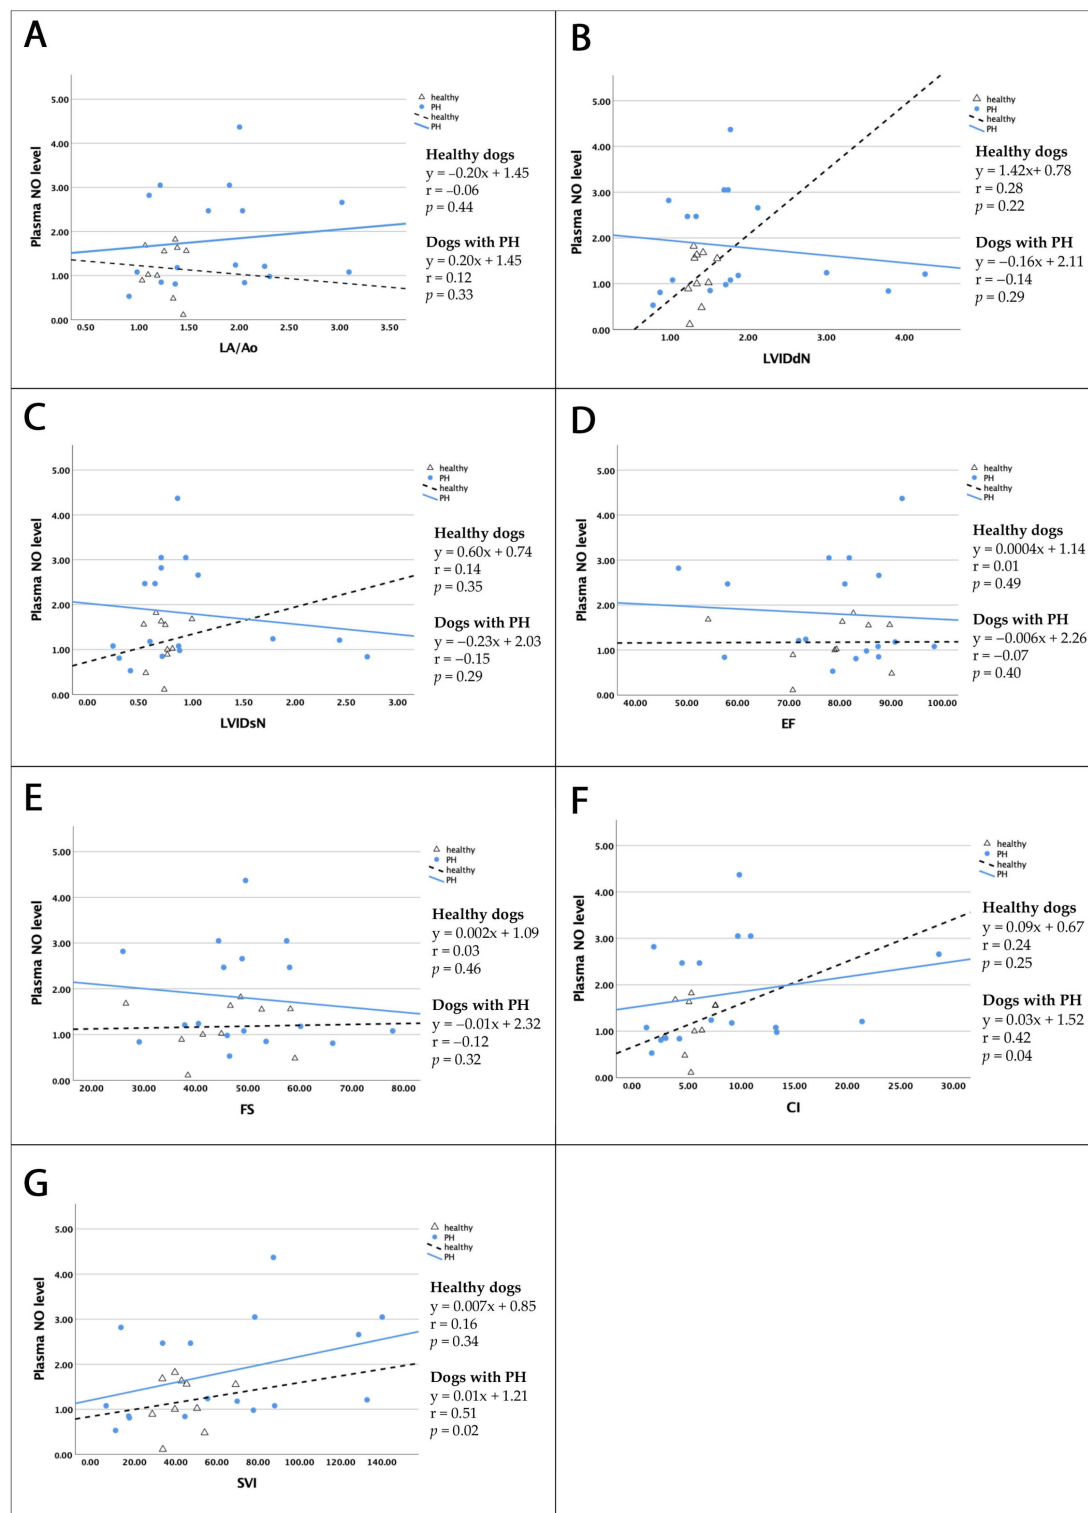 A
Plasma NO level
5.00
4.00
3.00
2.00
1.00
0.00
0.50 1.00 1.50 2.00 2.50 3.00 3.50
LA/Ao
healthy
PH
healthy
PH
Healthy dogs
y = −0.20x + 1.45
r = −0.06
p = 0.44
Dogs with PH
y = 0.20x + 1.45
r = 0.12
p = 0.33
B
Plasma NO level
5.00
4.00
3.00
2.00
1.00
0.00
1.00 2.00 3.00 4.00
LVIDdN
healthy
PH
healthy
PH
Healthy dogs
y = 1.42x+ 0.78
r = 0.28
p = 0.22
Dogs with PH
y = −0.16x + 2.11
r = −0.14
p = 0.29
C
Plasma NO level
5.00
4.00
3.00
2.00
1.00
0.00
0.00 0.50 1.00 1.50 2.00 2.50 3.00
LVIDsN
healthy
PH
healthy
PH
Healthy dogs
y = 0.60x + 0.74
r = 0.14
p = 0.35
Dogs with PH
y = −0.23x + 2.03
r = −0.15
p = 0.29
D
Plasma NO level
5.00
4.00
3.00
2.00
1.00
0.00
40.00 50.00 60.00 70.00 80.00 90.00 100.00
EF
healthy
PH
healthy
PH
Healthy dogs
y = 0.0004x + 1.14
r = 0.01
p = 0.49
Dogs with PH
y = −0.006x + 2.26
r = −0.07
p = 0.40
E
Plasma NO level
5.00
4.00
3.00
2.00
1.00
0.00
20.00 30.00 40.00 50.00 60.00 70.00 80.00
FS
healthy
PH
healthy
PH
Healthy dogs
y = 0.002x + 1.09
r = 0.03
p = 0.46
Dogs with PH
y = −0.01x + 2.32
r = −0.12
p = 0.32
F
Plasma NO level
5.00
4.00
3.00
2.00
1.00
0.00
0.00 5.00 10.00 15.00 20.00 25.00 30.00
CI
healthy
PH
healthy
PH
Healthy dogs
y = 0.09x + 0.67
r = 0.24
p = 0.25
Dogs with PH
y = 0.03x + 1.52
r = 0.42
p = 0.04
G
Plasma NO level
5.00
4.00
3.00
2.00
1.00
0.00
0.00 20.00 40.00 60.00 80.00 100.00 120.00 140.00
SVI
healthy
PH
healthy
PH
Healthy dogs
y = 0.007x + 0.85
r = 0.16
p = 0.34
Dogs with PH
y = 0.01x + 1.21
r = 0.51
p = 0.02